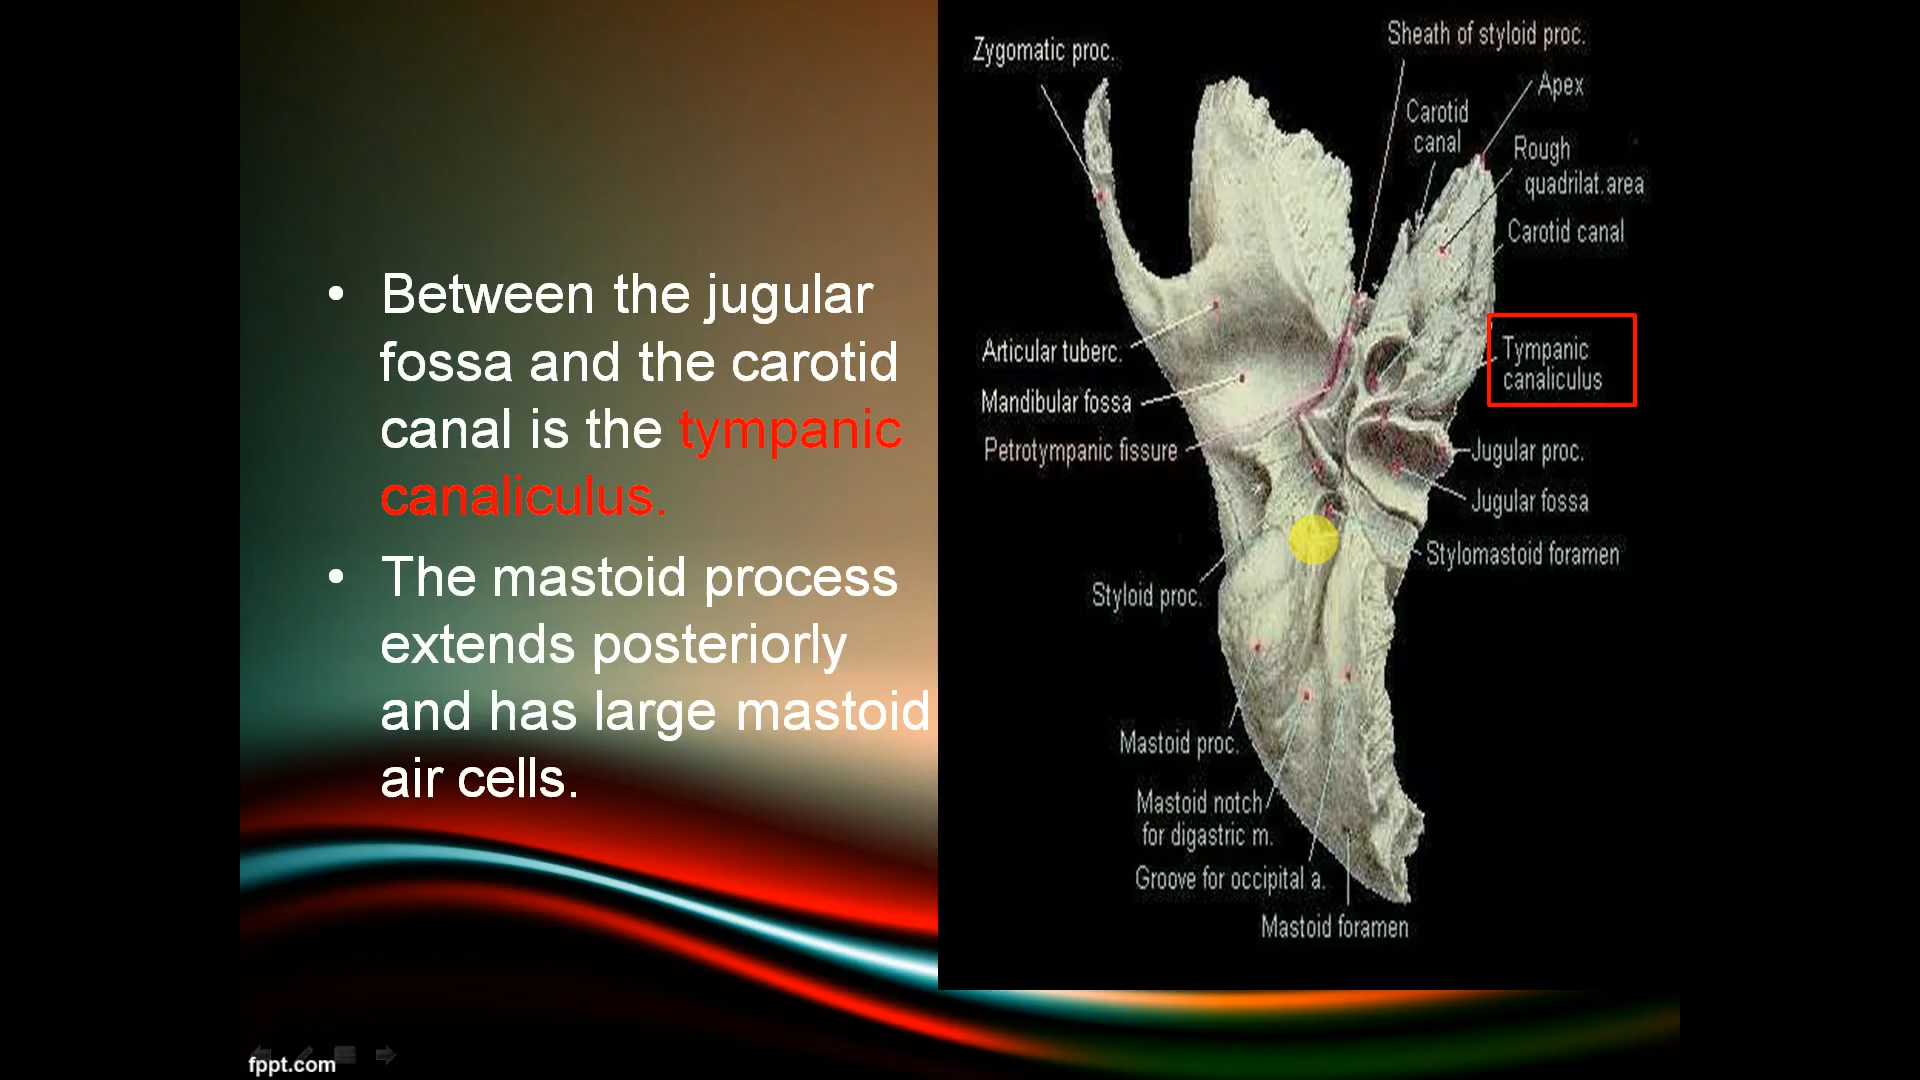 • Between the jugular
fossa and the carotid
canal is the tympanic
canaliculus.
• The mastoid process
extends posteriorly
and has large mastoid
air cells.
Sheath of styloid proc.
Zygomatic proc.
Apex
Carotid
canal
Rough
quadrilat.area
Carotid canal
Articular tuberc.
Tympanic
canaliculus
Mandibular fossa
Petrotympanic fissure
Jugular proc.
Jugular fossa
Stylomastoid foramen
Styloid proc.
Mastoid proc.
Mastoid notch
for digastric m.
Groove for occipital a.
Mastoid foramen
fppt.com